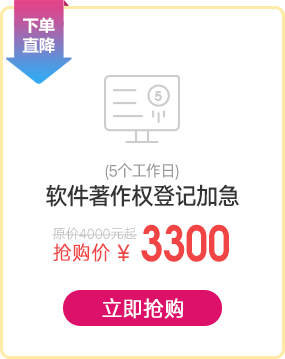 下单
直降
5
(5个工作日)
软件著作权登记加急
原价4000元起
抢购价 ¥ 3300
立即抢购